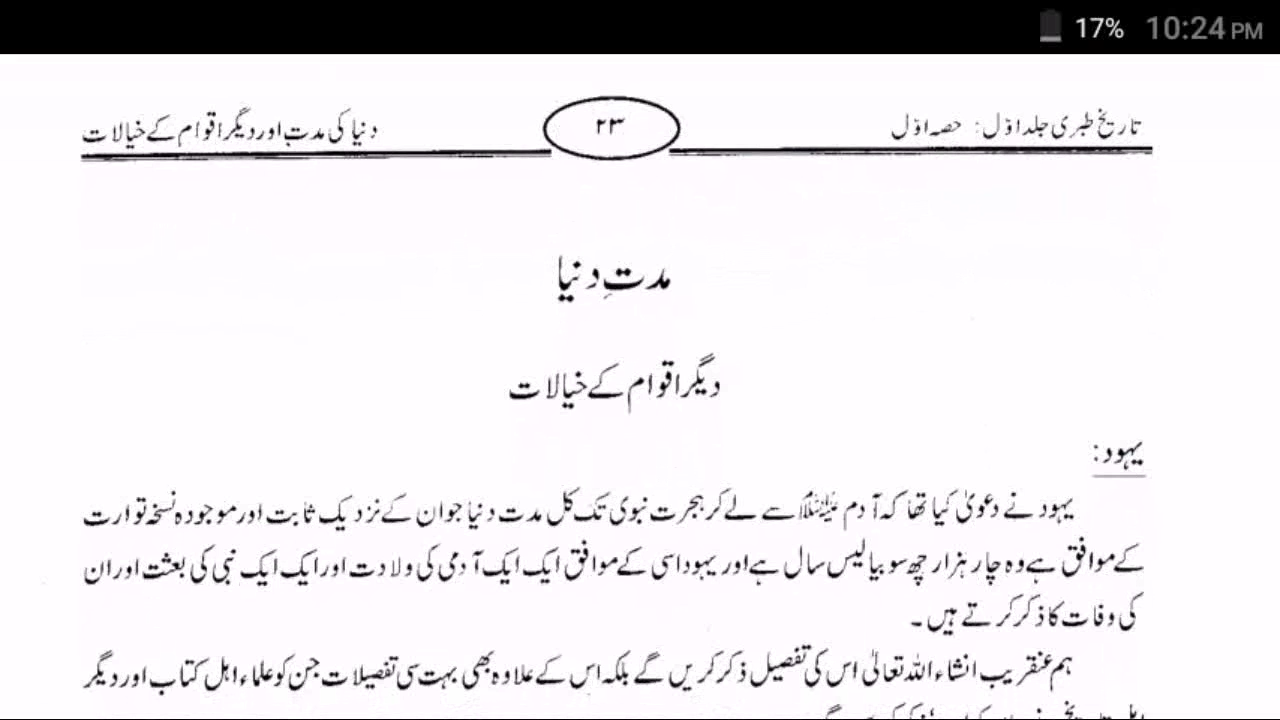 17% 10:24 PM
تاریخ طبری جلد اوّل: حصہ اوّل
۲۳
دنیا کی مدت اور دیگر اقوام کے خیالات
مدتِ دنیا
دیگر اقوام کے خیالات
یہود:
یہود نے دعویٰ کیا تھا کہ آدم علیہ السلام سے لے کر ہجرت نبوی تک کل مدت دنیا جو ان کے نزدیک ثابت اور موجودہ نسخہ توارت
کے موافق ہے وہ چار ہزار چھ سو بیالیس سال ہے اور یہود اسی کے موافق ایک ایک آدمی کی ولادت اور ایک ایک نبی کی بعثت اور ان
کی وفات کا ذکر کرتے ہیں۔
ہم عنقریب انشاء اللہ تعالیٰ اس کی تفصیل ذکر کریں گے بلکہ اس کے علاوہ بھی بہت سی تفصیلات جن کو علماء اہل کتاب اور دیگر